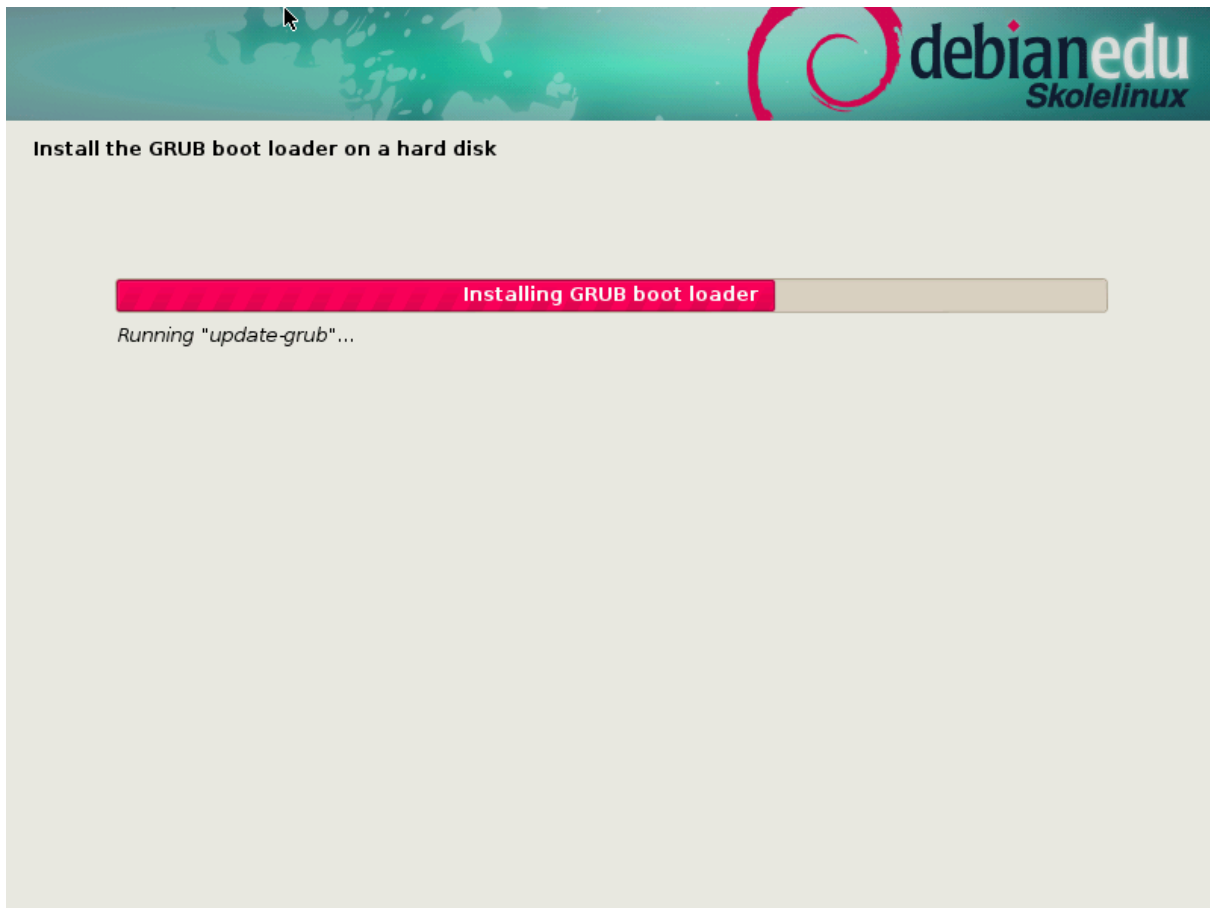 debianedu
Skolelinux
Install the GRUB boot loader on a hard disk
Installing GRUB boot loader
Running "update-grub"...